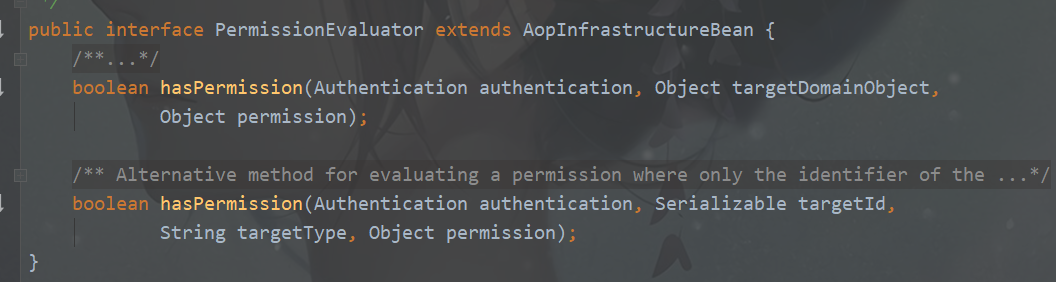 */
public interface PermissionEvaluator extends AopInfrastructureBean {
/**...*/
boolean hasPermission(Authentication authentication, Object targetDomainObject,
Object permission);
/** Alternative method for evaluating a permission where only the identifier of the ...*/
boolean hasPermission(Authentication authentication, Serializable targetId,
String targetType, Object permission);
}